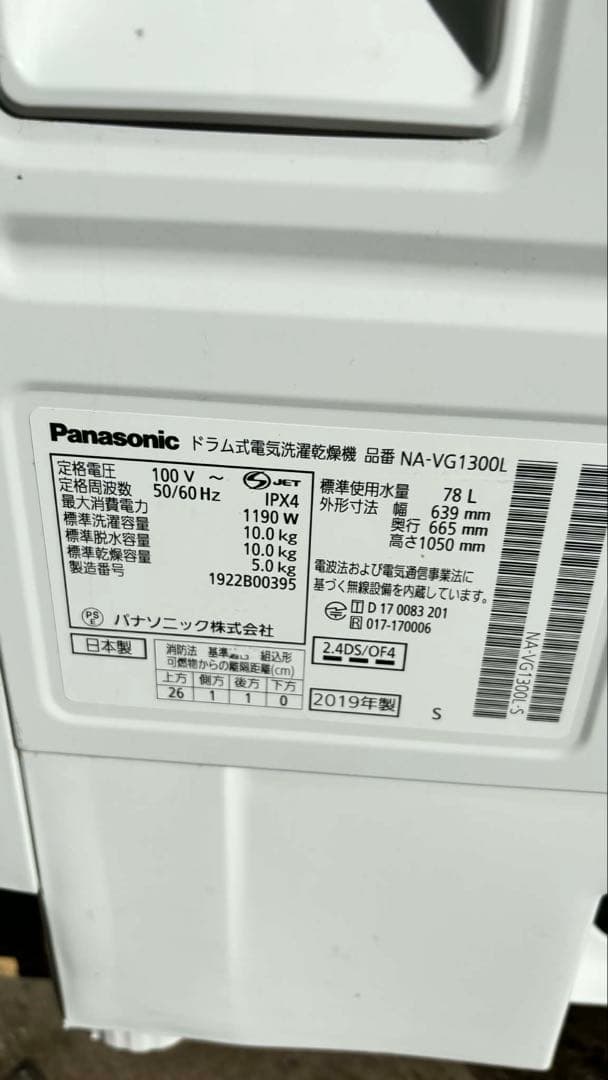 Panasonic ドラム式電気洗濯乾燥機 品番 NA-VG1300L
定格電圧 100 V ～
定格周波数 50/60 Hz
JET
IPX4
最大消費電力 1190 W
標準洗濯容量 10.0 kg
標準脱水容量 10.0 kg
標準乾燥容量 5.0 kg
製造番号 1922B00395
PS
E
パナソニック株式会社
標準使用水量 78 L
外形寸法 幅 639 mm
奥行 665 mm
高さ1050 mm
電波法および電気通信事業法に
基づく無線設備を内蔵しています。
T D 17 0083 201
R 017-170006
日本製
消防法 基準 組込形
可燃物からの離隔距離(cm)
上方 側方 後方 下方
26 1 1 0
2.4DS/OF4
2019年製
S
NA-VG1300L-S